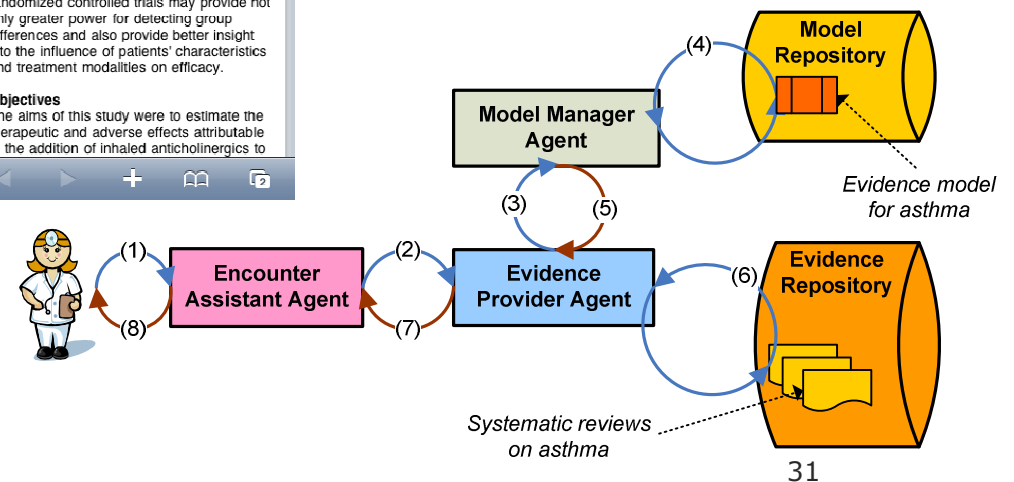 ndomized controlled trials may provide not
nly greater power for detecting group
fferences and also provide better insight
to the influence of patients' characteristics
nd treatment modalities on efficacy.
bjectives
he aims of this study were to estimate the
erapeutic and adverse effects attributable
the addition of inhaled anticholinergics to
2
Model
Repository
(4)
Model Manager
Agent
Evidence model
for asthma
(3)
(5)
(1)
Encounter
Assistant Agent
(8)
(2)
(7)
Evidence
Provider Agent
(6)
Evidence
Repository
Systematic reviews
on asthma
31